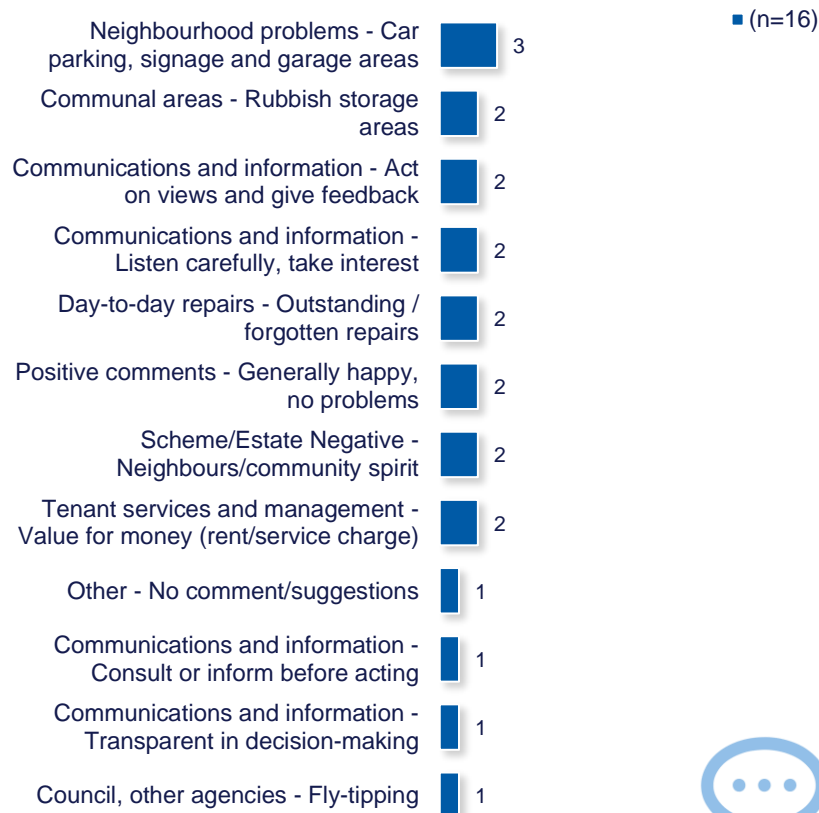 (n=16)
Neighbourhood problems - Car
parking, signage and garage areas
3
Communal areas - Rubbish storage
areas
2
Communications and information - Act
on views and give feedback
2
Communications and information -
Listen carefully, take interest
2
Day-to-day repairs - Outstanding /
forgotten repairs
2
Positive comments - Generally happy,
no problems
2
Scheme/Estate Negative -
Neighbours/community spirit
2
Tenant services and management -
Value for money (rent/service charge)
2
Other - No comment/suggestions
1
Communications and information -
Consult or inform before acting
1
Communications and information -
Transparent in decision-making
1
Council, other agencies - Fly-tipping
1